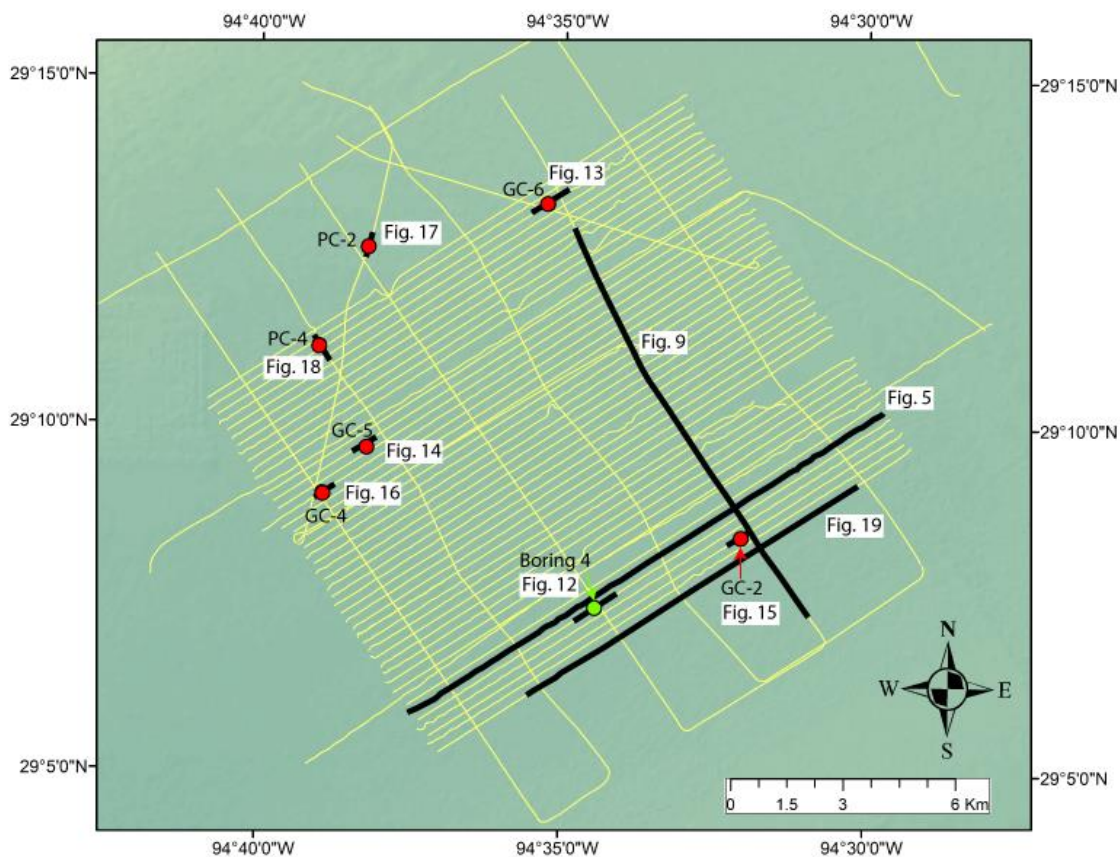 94°40'0"W
94°35'0"W
94°30'0"W
29°15'0"N
29°15'0"N
Fig. 13
GC-6
PC-2
Fig. 17
PC-4
Fig. 18
Fig. 9
Fig. 5
29°10'0"N
29°10'0"N
GC-5
Fig. 14
Fig. 16
GC-4
Fig. 19
Boring 4
Fig. 12
GC-2
Fig. 15
N
W
E
S
29°5'0"N
29°5'0"N
0 1.5 3 6 Km
94°40'0"W
94°35'0"W
94°30'0"W